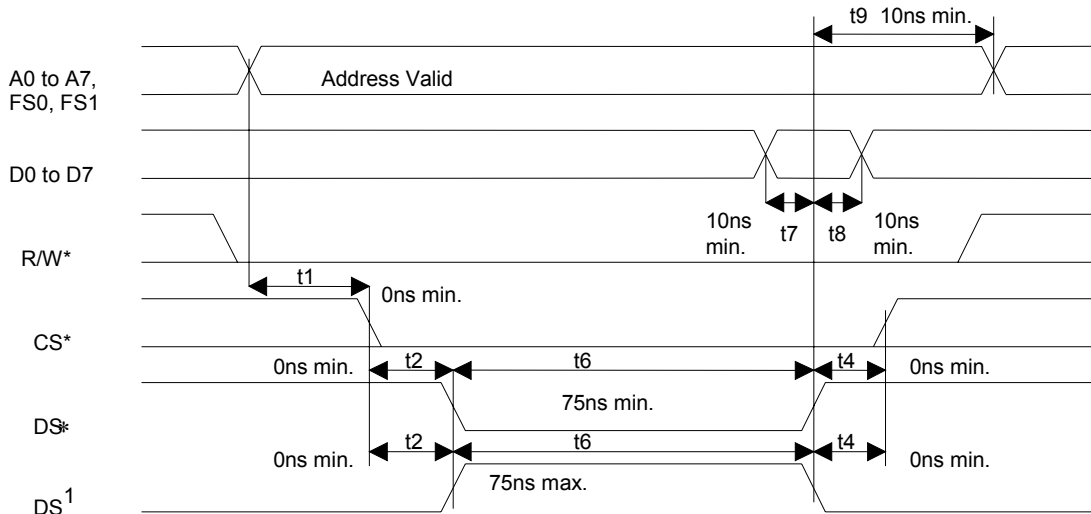 t9 10ns min.
A0 to A7,
FS0, FS1
Address Valid
D0 to D7
10ns
min.
t7
t8
10ns
min.
R/W*
t1
0ns min.
CS*
0ns min.
t2
t6
t4
0ns min.
75ns min.
DS*
t2
t6
t4
0ns min.
0ns min.
75ns max.
DS1